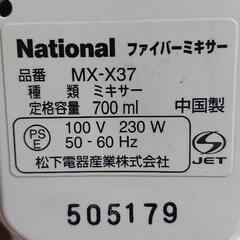 National ファイバーミキサー
品番 MX-X37
種類 ミキサー
定格容量 700 ml 中国製
PS E 100 V 230 W
50 - 60 Hz
S JET
松下電器産業株式会社
505179